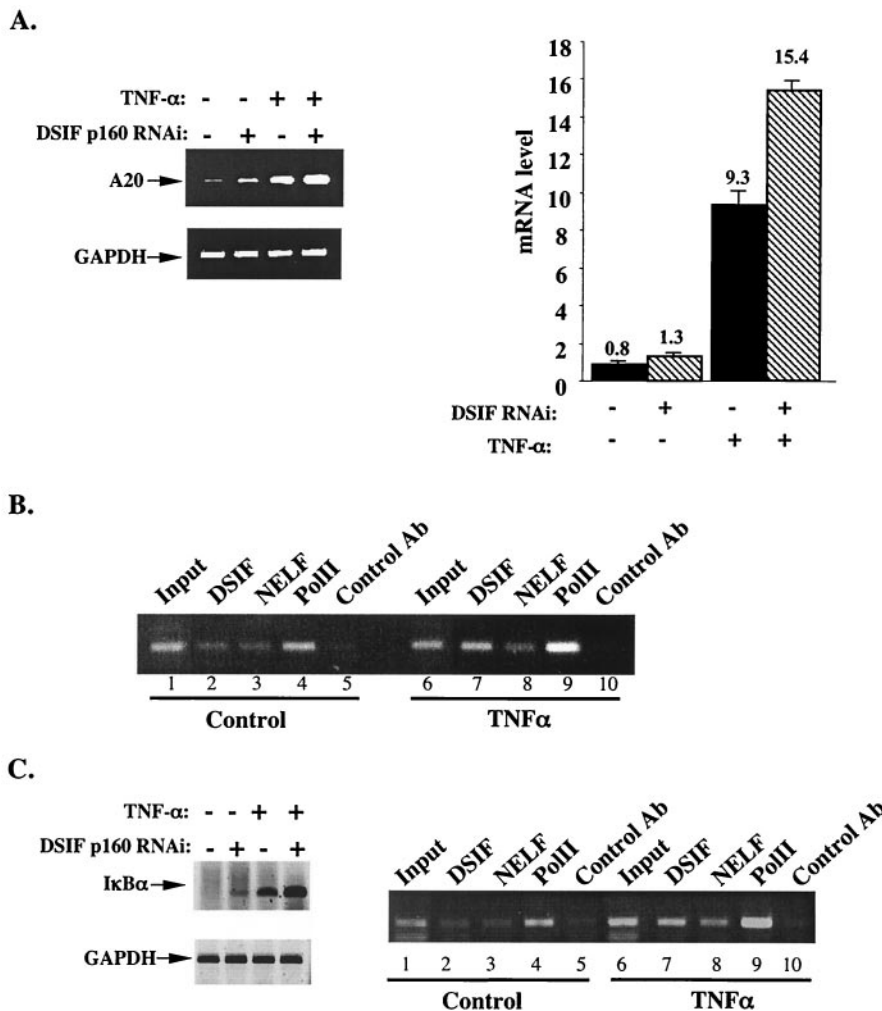 A.
TNF-α: - - + +
DSIF p160 RNAi: - + - +
A20
GAPDH
mRNA level
18
16
14
12
10
8
6
4
2
0
0.8
1.3
9.3
15.4
DSIF RNAi: - + - +
TNF-α: - - + +
B.
Input DSIF NELF PolII Control Ab Input DSIF NELF PolII Control Ab
1 2 3 4 5 6 7 8 9 10
Control TNFα
C.
TNF-α: - - + +
DSIF p160 RNAi: - + - +
IκBα
GAPDH
Input DSIF NELF PolII Control Ab Input DSIF NELF PolII Control Ab
1 2 3 4 5 6 7 8 9 10
Control TNFα